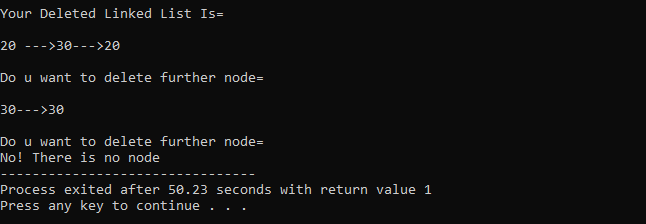 Your Deleted Linked List Is=
20 --->30--->20
Do u want to delete further node=
30--->30
Do u want to delete further node=
No! There is no node
--------------------------------
Process exited after 50.23 seconds with return value 1
Press any key to continue . . .